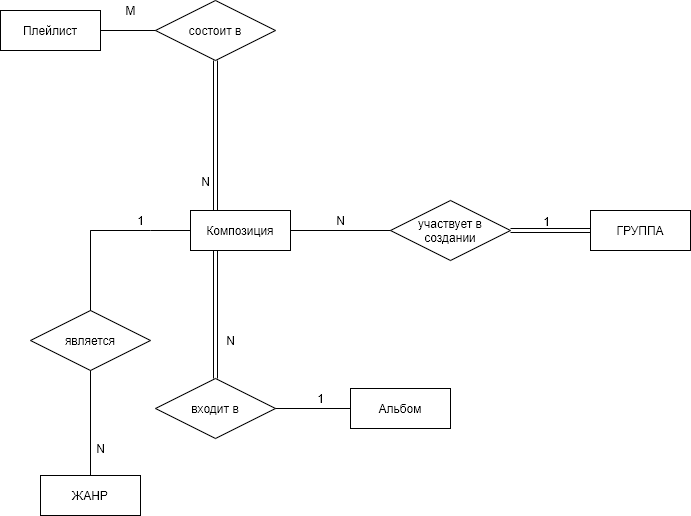 Плейлист
M
состоит в
N
1
Композиция
N
участвует в
создании
1
ГРУППА
является
N
входит в
1
Альбом
N
ЖАНР